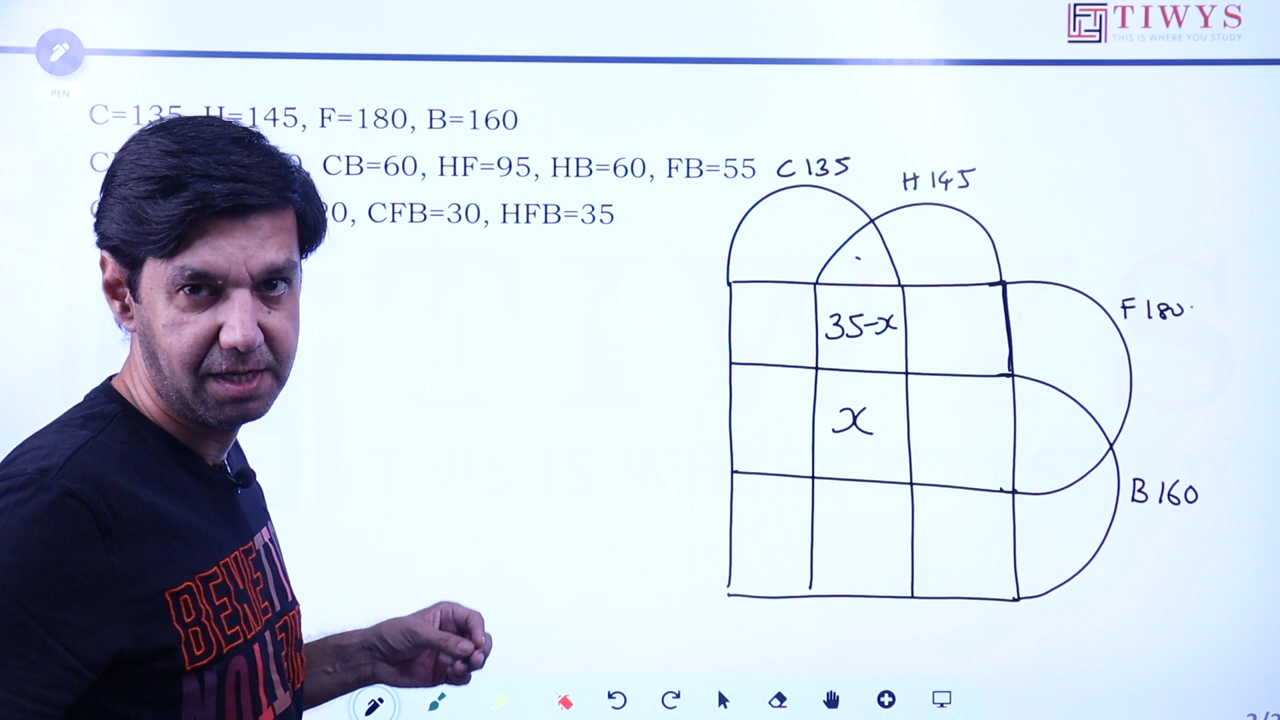 TIWYS
THIS IS WHERE YOU STUDY
PEN
C=135, H=145, F=180, B=160
CB=60, HF=95, HB=60, FB=55
CFB=30, HFB=35
C 135
H 145
F 180
35-x
x
B 160
BENETT